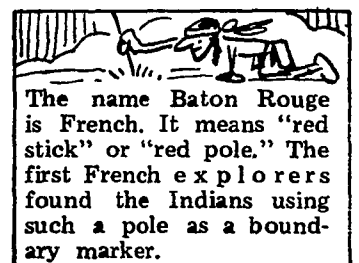 The name Baton Rouge
is French. It means “red
stick” or “red pole.” The
first French explorers
found the Indians using
such a pole as a bound-
ary marker.